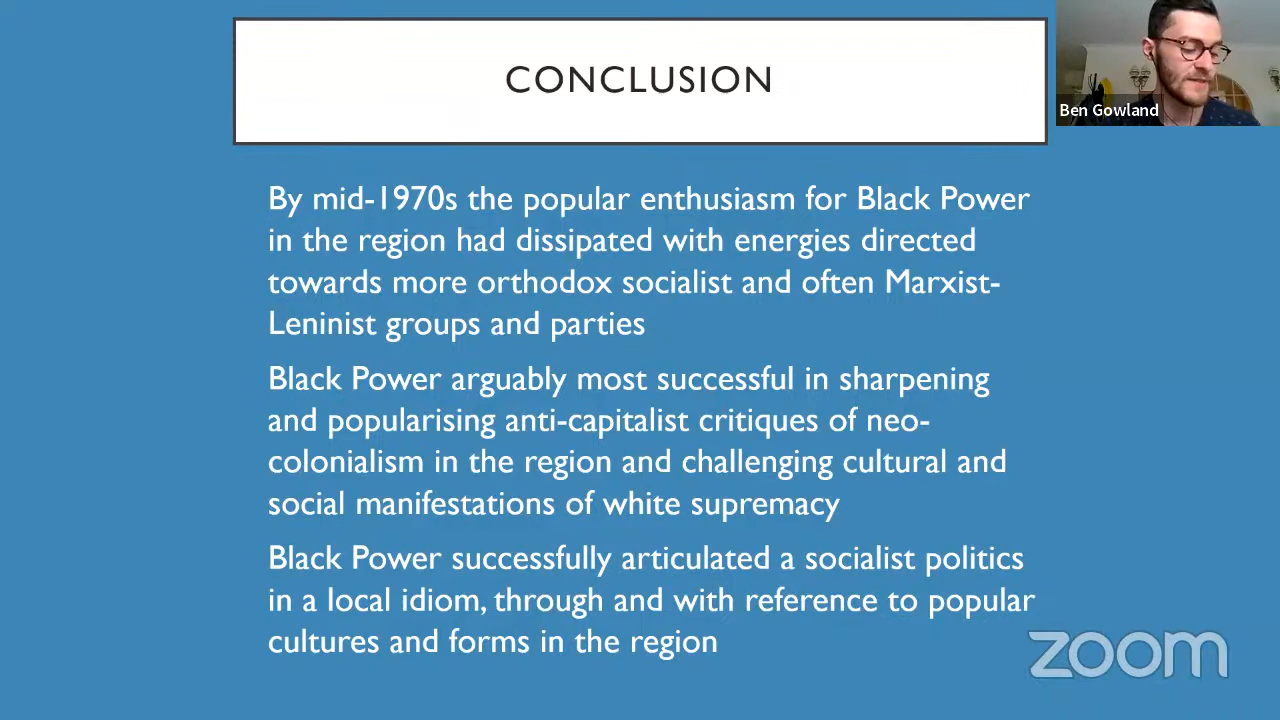 CONCLUSION
Ben Gowland
By mid-1970s the popular enthusiasm for Black Power
in the region had dissipated with energies directed
towards more orthodox socialist and often Marxist-
Leninist groups and parties
Black Power arguably most successful in sharpening
and popularising anti-capitalist critiques of neo-
colonialism in the region and challenging cultural and
social manifestations of white supremacy
Black Power successfully articulated a socialist politics
in a local idiom, through and with reference to popular
cultures and forms in the region
zoom